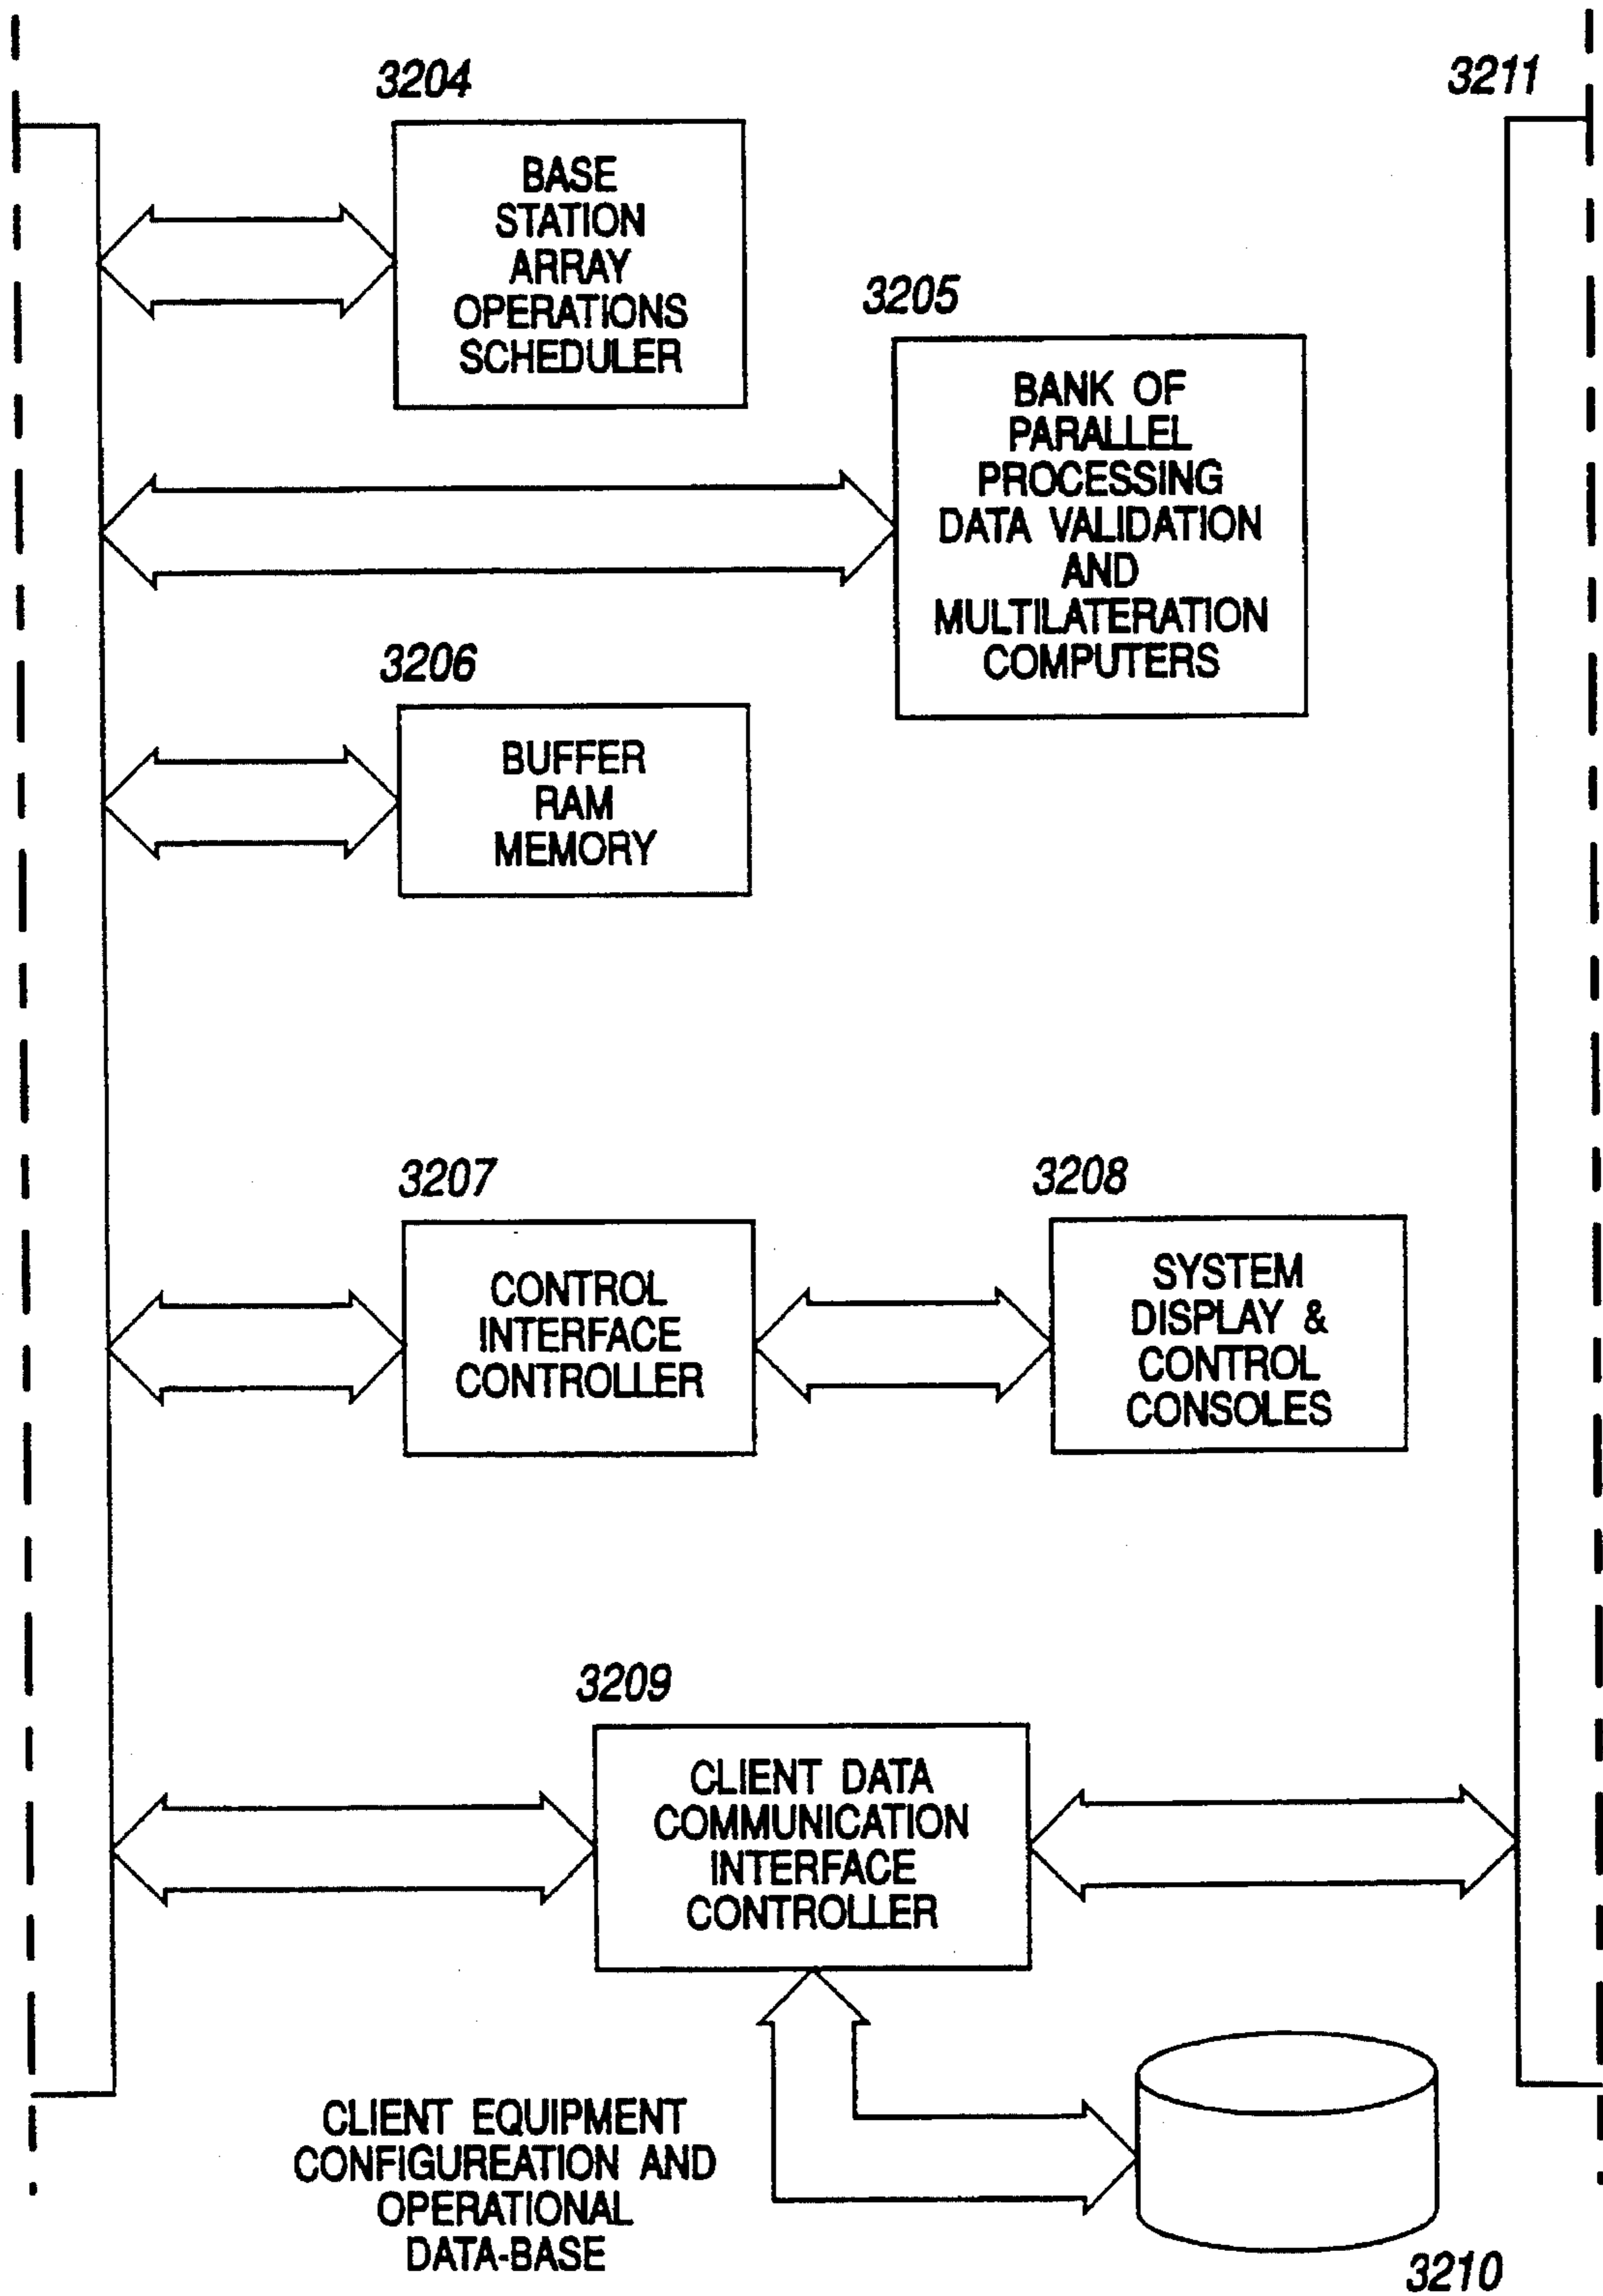 3204
3211
BASE
STATION
ARRAY
OPERATIONS
SCHEDULER
3205
BANK OF
PARALLEL
PROCESSING
DATA VALIDATION
AND
MULTILATERATION
COMPUTERS
3206
BUFFER
RAM
MEMORY
3207
3208
CONTROL
INTERFACE
CONTROLLER
SYSTEM
DISPLAY &
CONTROL
CONSOLES
3209
CLIENT DATA
COMMUNICATION
INTERFACE
CONTROLLER
CLIENT EQUIPMENT
CONFIGUREATION AND
OPERATIONAL
DATA-BASE
3210